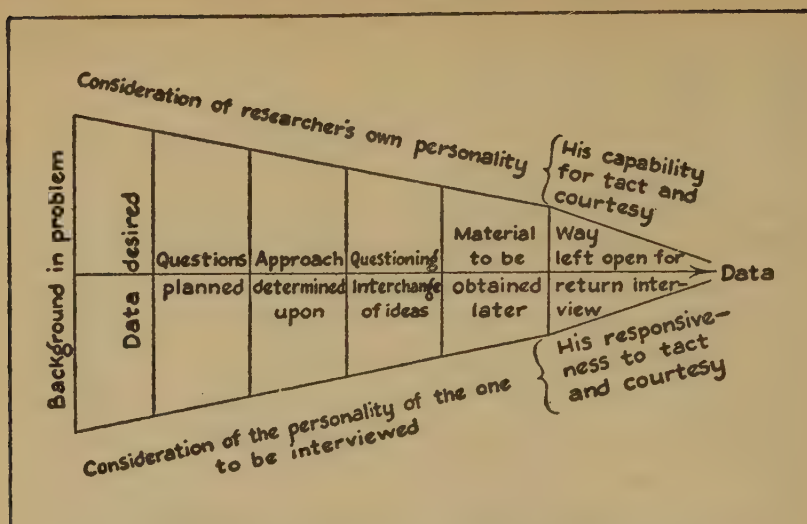 Consideration of researcher's own personality
His capability
for tact and
courtesy
Background in problem
Data desired
Questions
planned
Approach
determined
upon
Questioning
Interchange
of ideas
Material
to be
obtained
later
Way
left open for
return inter-
view
Data
His responsive-
ness to tact
and courtesy
Consideration of the personality of the one
to be interviewed